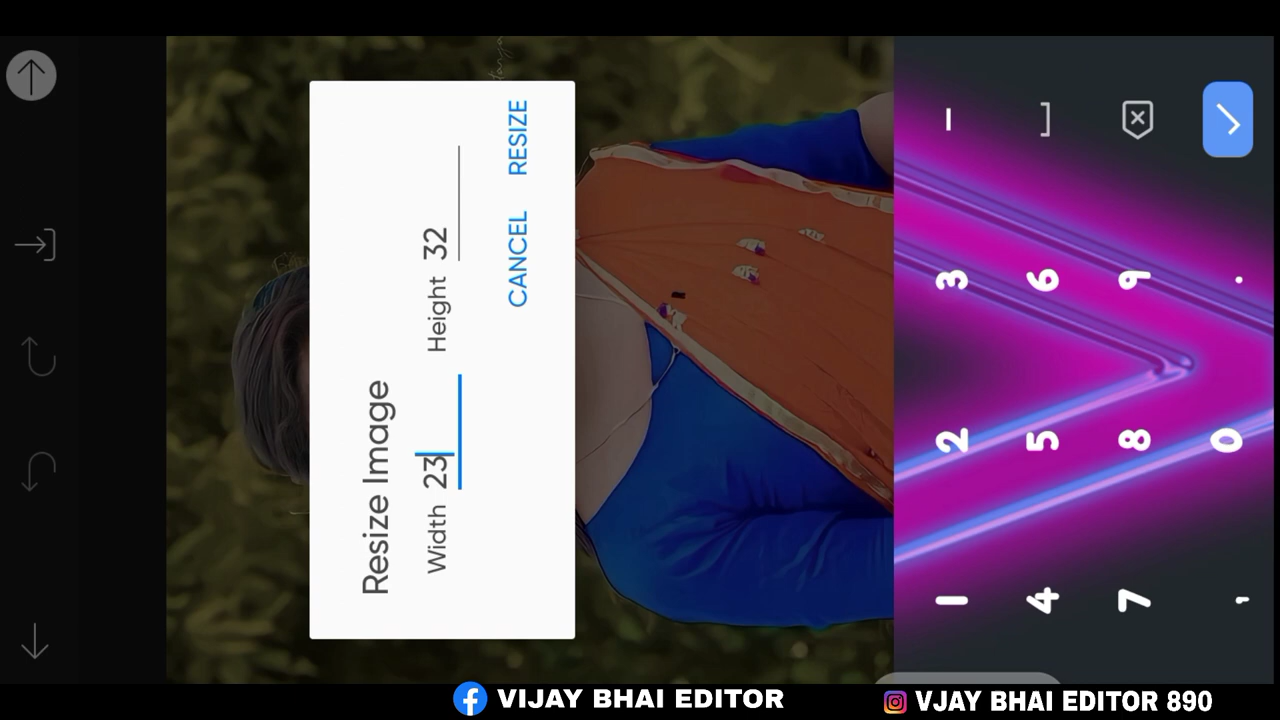 Resize Image
Width 23 Height 32
CANCEL RESIZE
1 2 3 -
4 5 6 ]
7 8 9
, 0 .
VIJAY BHAI EDITOR
VJAY BHAI EDITOR 890